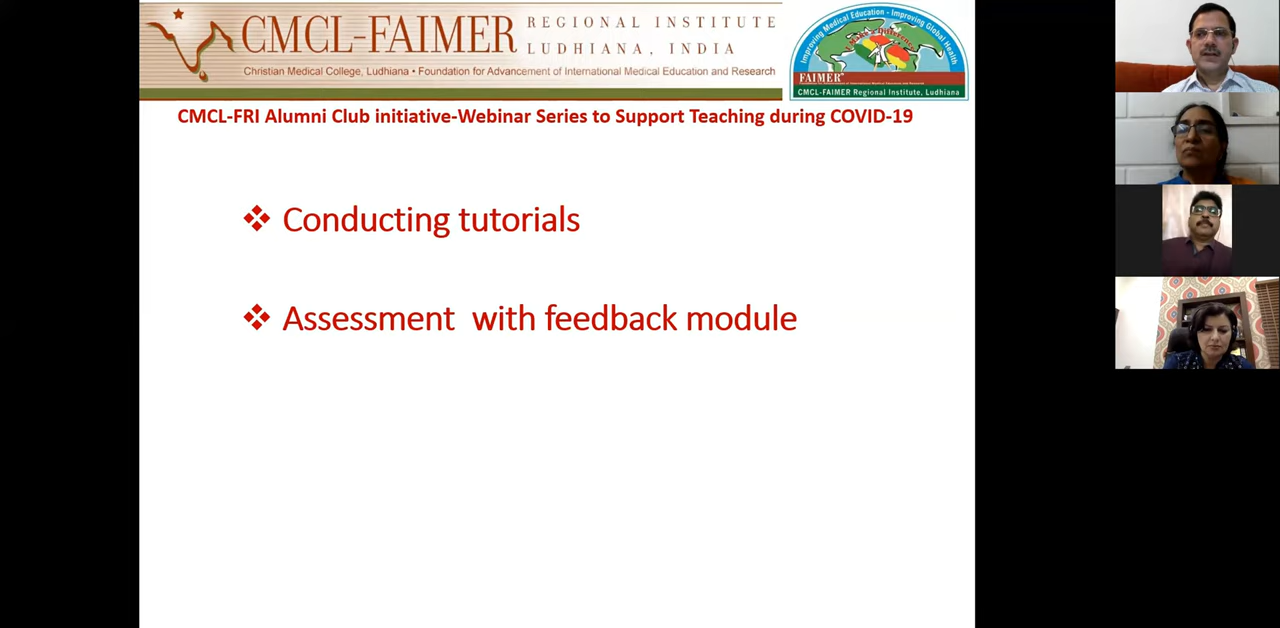 CMCL-FAIMER REGIONAL INSTITUTE
LUDHIANA, INDIA
Christian Medical College, Ludhiana • Foundation for Advancement of International Medical Education and Research
Improving Medical Education - Improving Global Health
FAIMER
CMCL-FAIMER Regional Institute, Ludhiana
CMCL-FRI Alumni Club initiative-Webinar Series to Support Teaching during COVID-19
❖ Conducting tutorials
❖ Assessment with feedback module